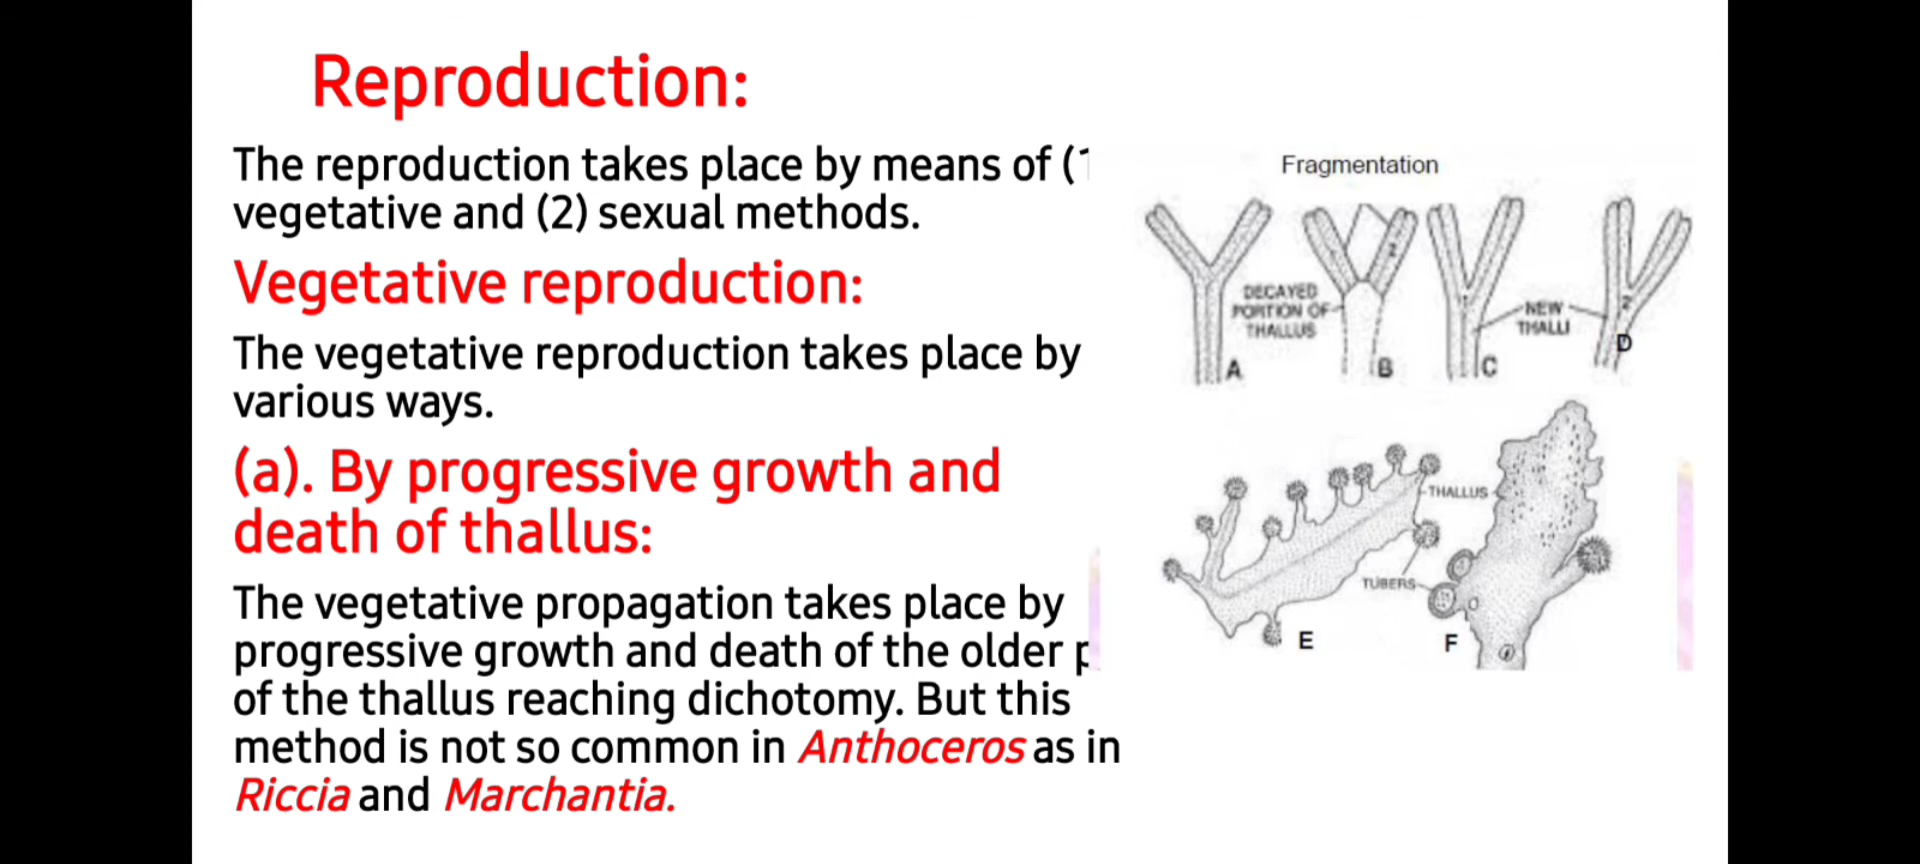 Reproduction:
The reproduction takes place by means of (1
vegetative and (2) sexual methods.
Vegetative reproduction:
The vegetative reproduction takes place by
various ways.
(a). By progressive growth and
death of thallus:
The vegetative propagation takes place by
progressive growth and death of the older
of the thallus reaching dichotomy. But this
method is not so common in Anthoceros as in
Riccia and Marchantia.
Fragmentation
DECAYED
PORTION OF
THALLUS
NEW
THALLI
A
B
C
D
THALLUS
TUBERS
E
F